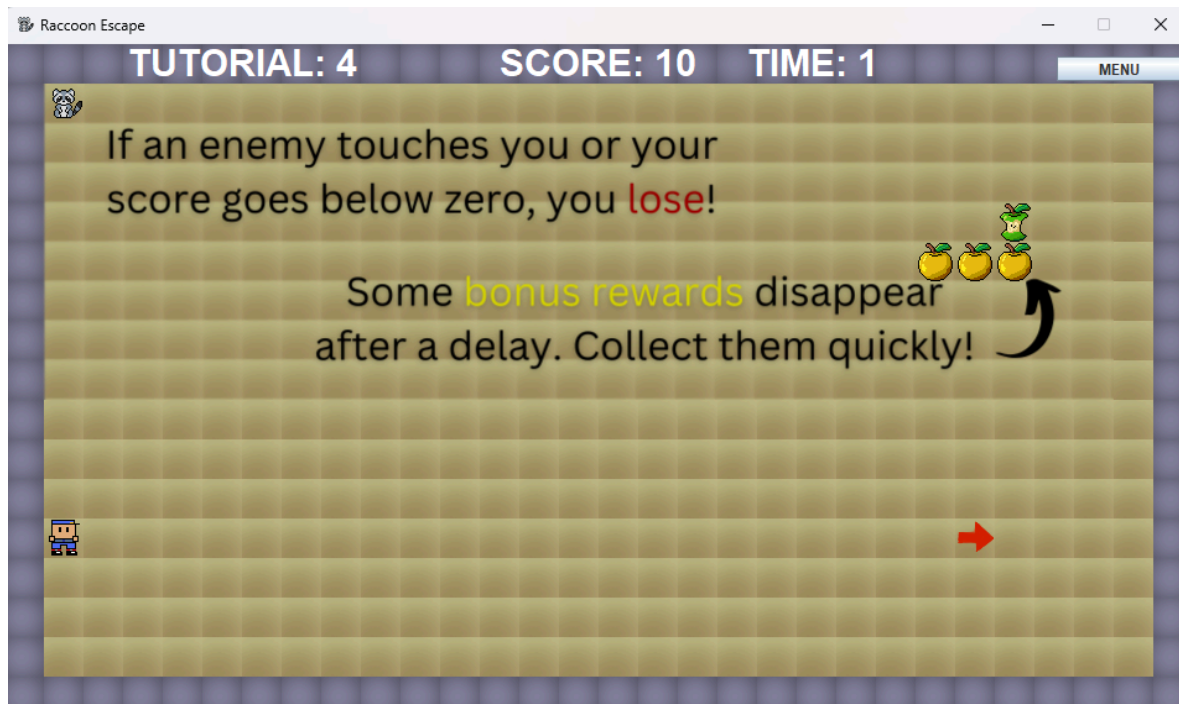 Raccoon Escape
TUTORIAL: 4 SCORE: 10 TIME: 1
MENU
If an enemy touches you or your
score goes below zero, you lose!
Some bonus rewards disappear
after a delay. Collect them quickly!